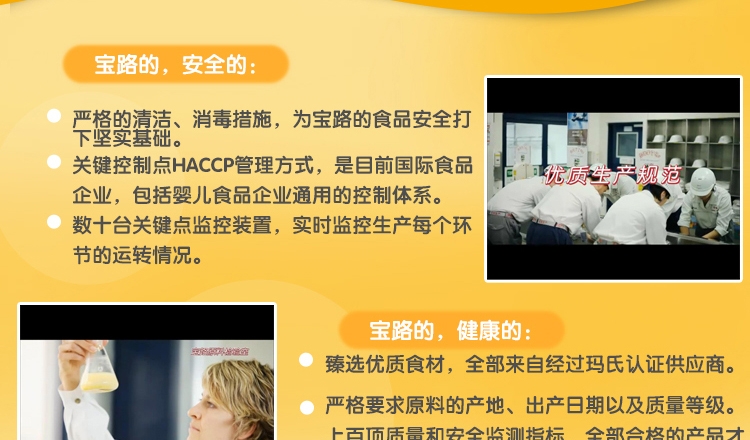 宝路的，安全的：
严格的清洁、消毒措施，为宝路的食品安全打
下坚实基础。
关键控制点HACCP管理方式，是目前国际食品
企业，包括婴儿食品企业通用的控制体系。
数十台关键点监控装置，实时监控生产每个环
节的运转情况。
优质生产规范
宝路的，健康的：
臻选优质食材，全部来自经过玛氏认证供应商。
严格要求原料的产地、出产日期以及质量等级。
上百项质量和安全监测指标，全部合格的产品才